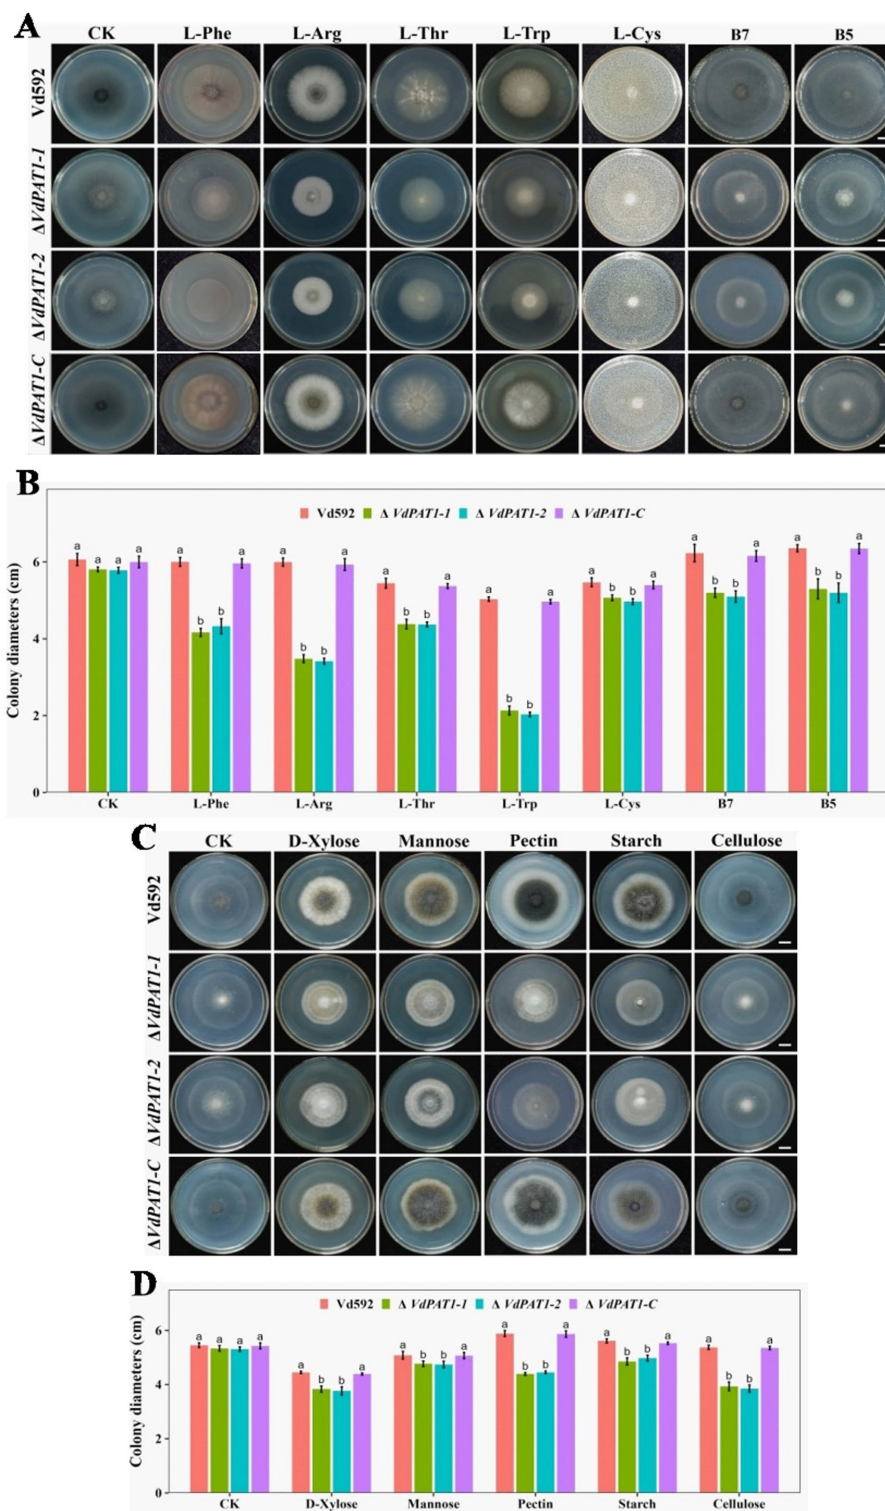 A
CK L-Phe L-Arg L-Thr L-Trp L-Cys B7 B5
Vd592
ΔVdPAT1-1
ΔVdPAT1-2
ΔVdPAT1-C
B
Vd592 Δ VdPAT1-1 Δ VdPAT1-2 Δ VdPAT1-C
Colony diameters (cm)
6
4
2
0
a a a a
a b b a
a b b a
a b b a
a b b a
a b b a
a b b a
a b b a
CK L-Phe L-Arg L-Thr L-Trp L-Cys B7 B5
C
CK D-Xylose Mannose Pectin Starch Cellulose
Vd592
ΔVdPAT1-1
ΔVdPAT1-2
ΔVdPAT1-C
D
Vd592 Δ VdPAT1-1 Δ VdPAT1-2 Δ VdPAT1-C
Colony diameters (cm)
6
4
2
0
a a a a
a b b a
a b b a
a b b a
a b b a
a b b a
CK D-Xylose Mannose Pectin Starch Cellulose